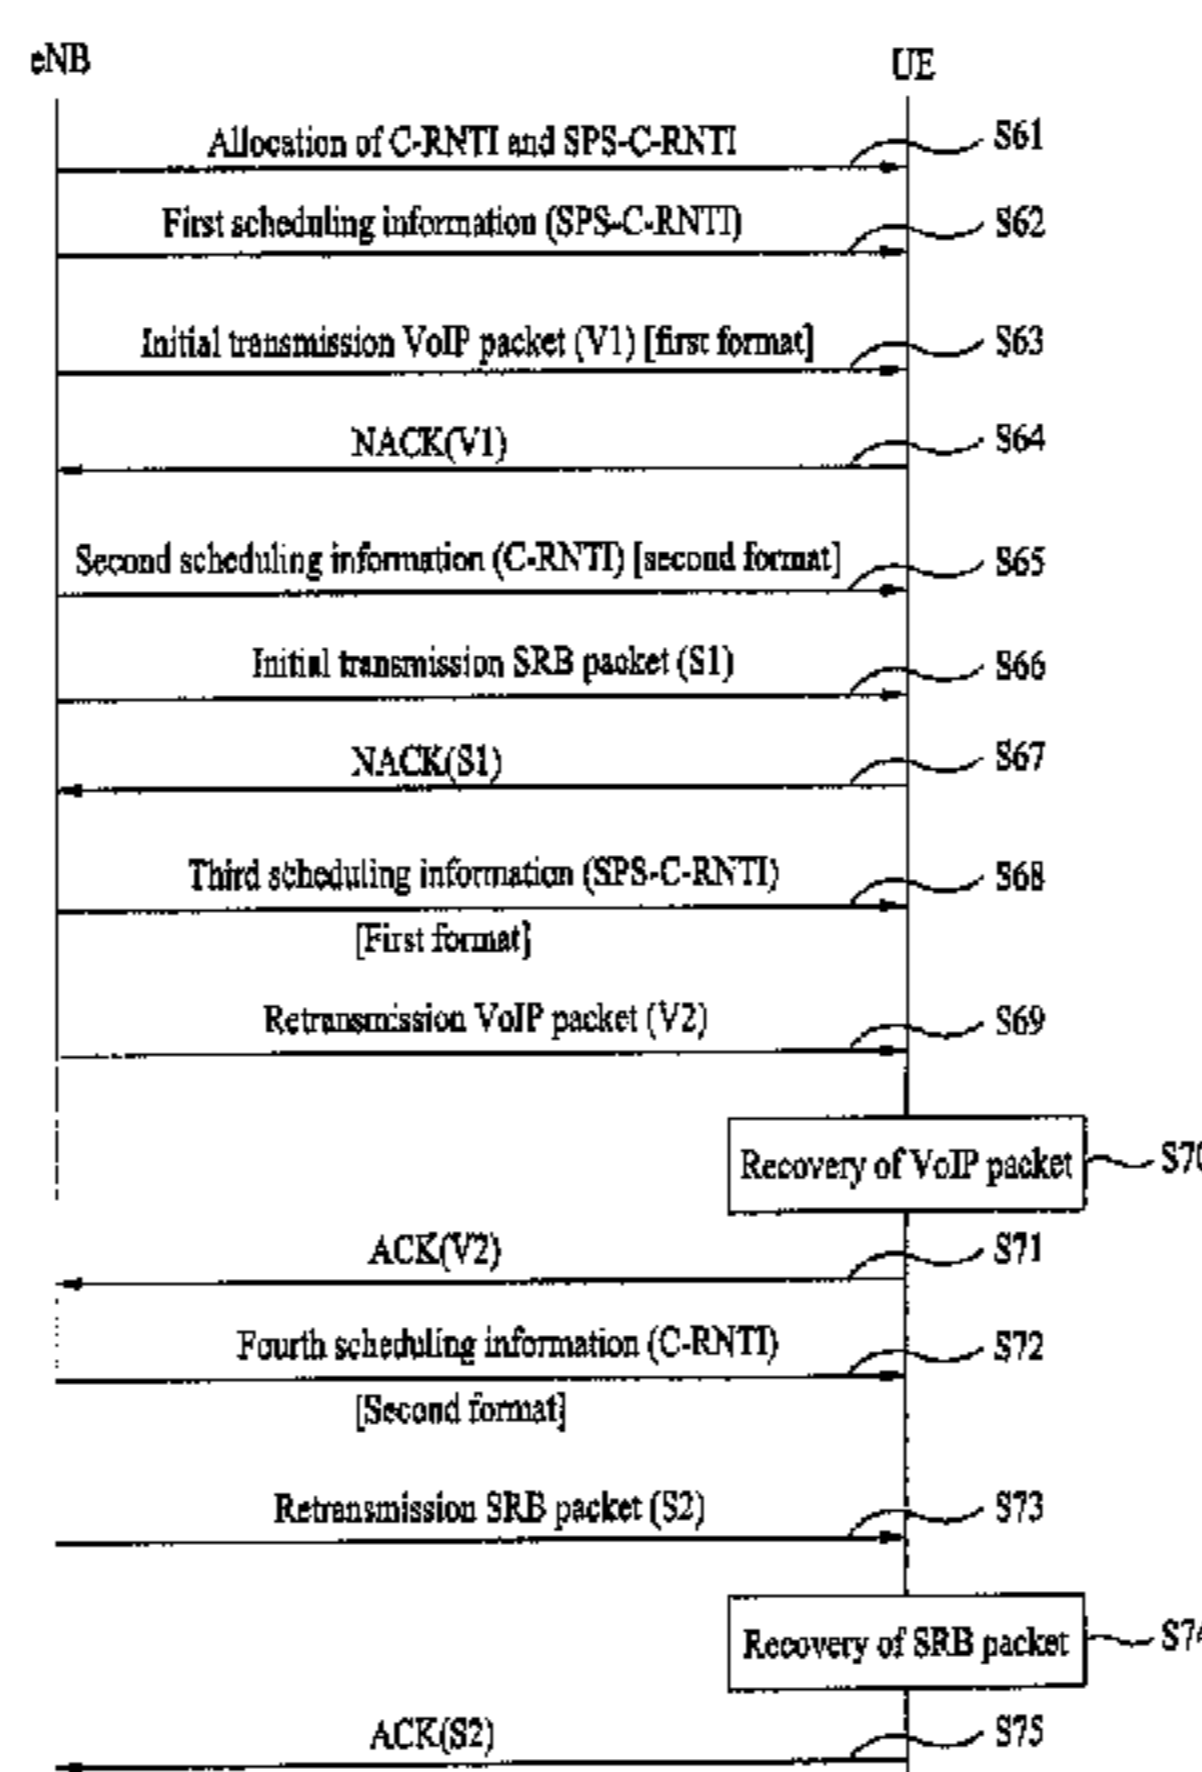 eNB UE
Allocation of C-RNTI and SPS-C-RNTI S61
First scheduling information (SPS-C-RNTI) S62
Initial transmission VoIP packet (V1) [first format] S63
NACK(V1) S64
Second scheduling information (C-RNTI) [second format] S65
Initial transmission SRB packet (S1) S66
NACK(S1) S67
Third scheduling information (SPS-C-RNTI) S68
[First format]
Retransmission VoIP packet (V2) S69
Recovery of VoIP packet S70
ACK(V2) S71
Fourth scheduling information (C-RNTI) S72
[Second format]
Retransmission SRB packet (S2) S73
Recovery of SRB packet S74
ACK(S2) S75